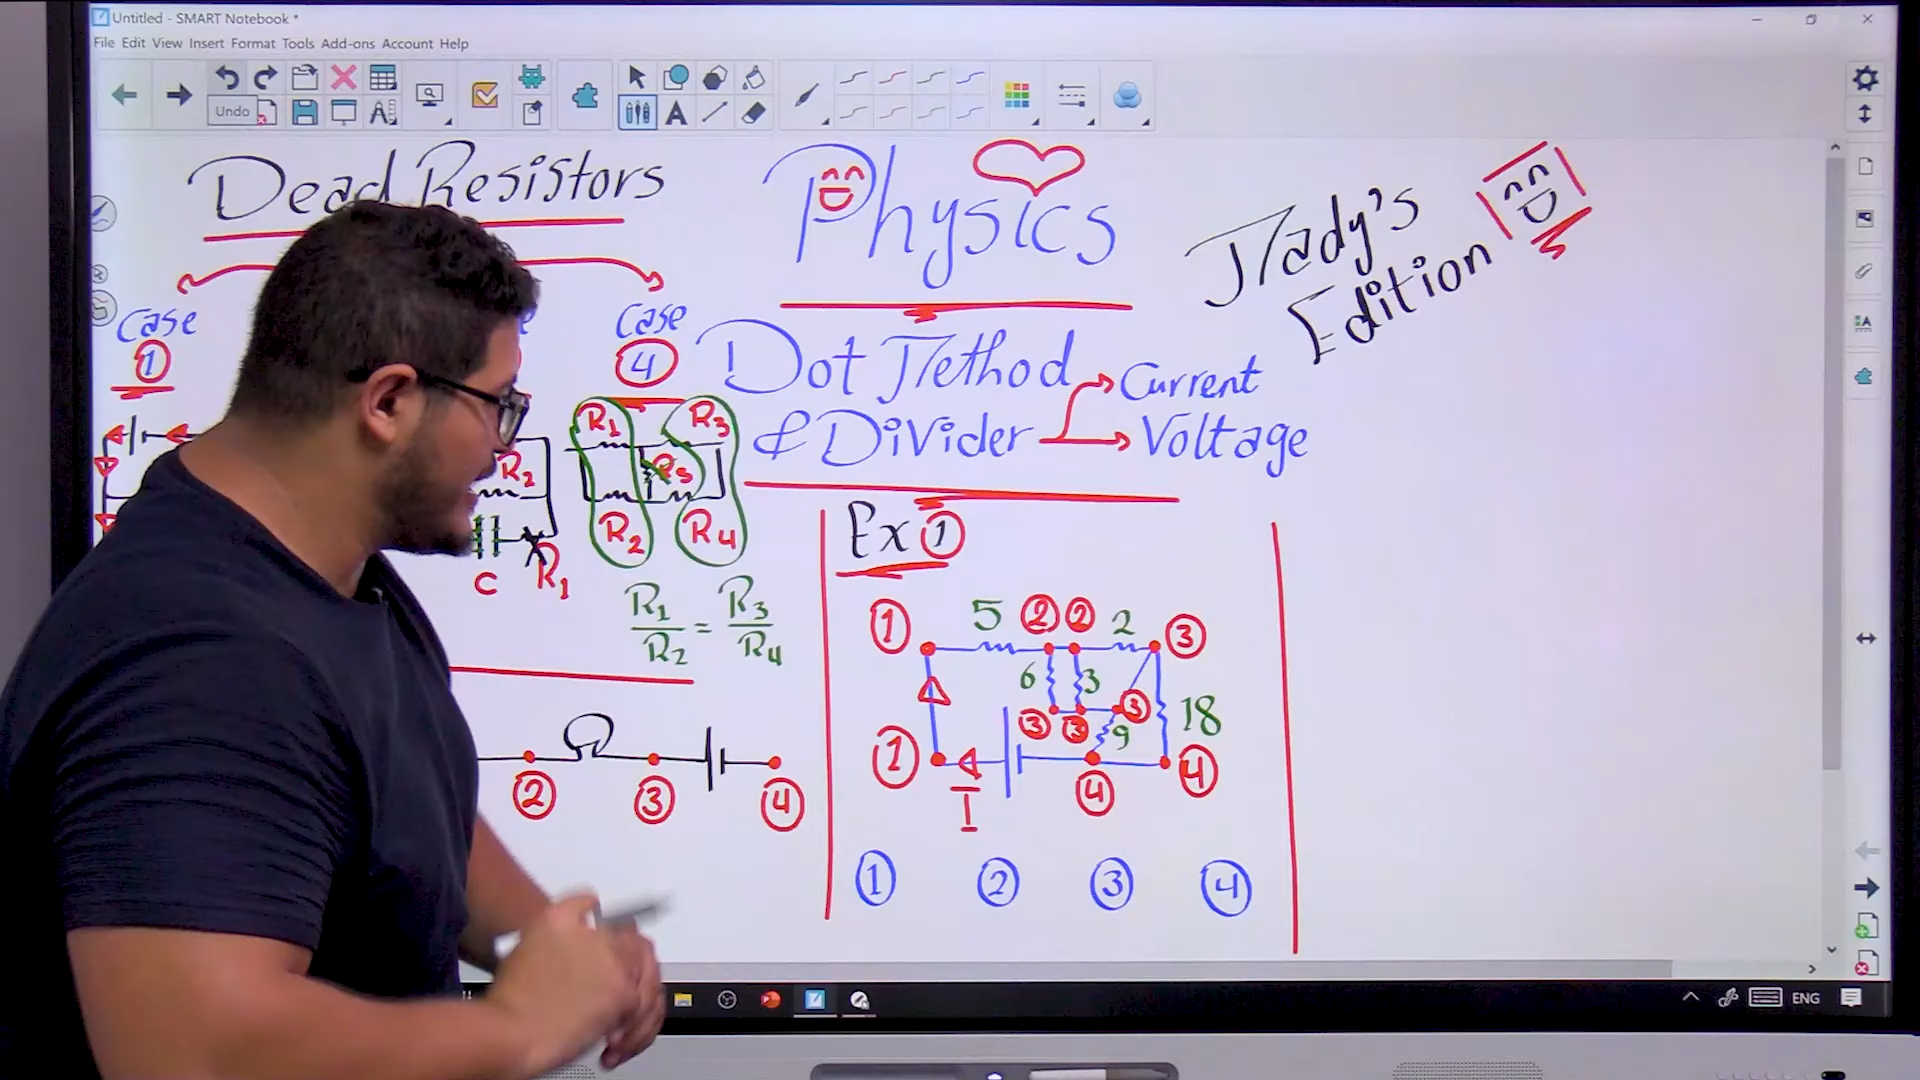 Untitled - SMART Notebook *
File Edit View Insert Format Tools Add-ons Account Help
Undo
Dead Resistors
Case
1
Case
4
R1
R3
R5
R2
R4
R2
C
R1
R1/R2 = R3/R4
2
3
4
Physics
Dot Method
& Divider
Current
Voltage
Mady's
Edition
Ex 1
1 5 2 2 2 3
6 3 3 18
3 3 9
1 4 4
I
1 2 3 4
ENG